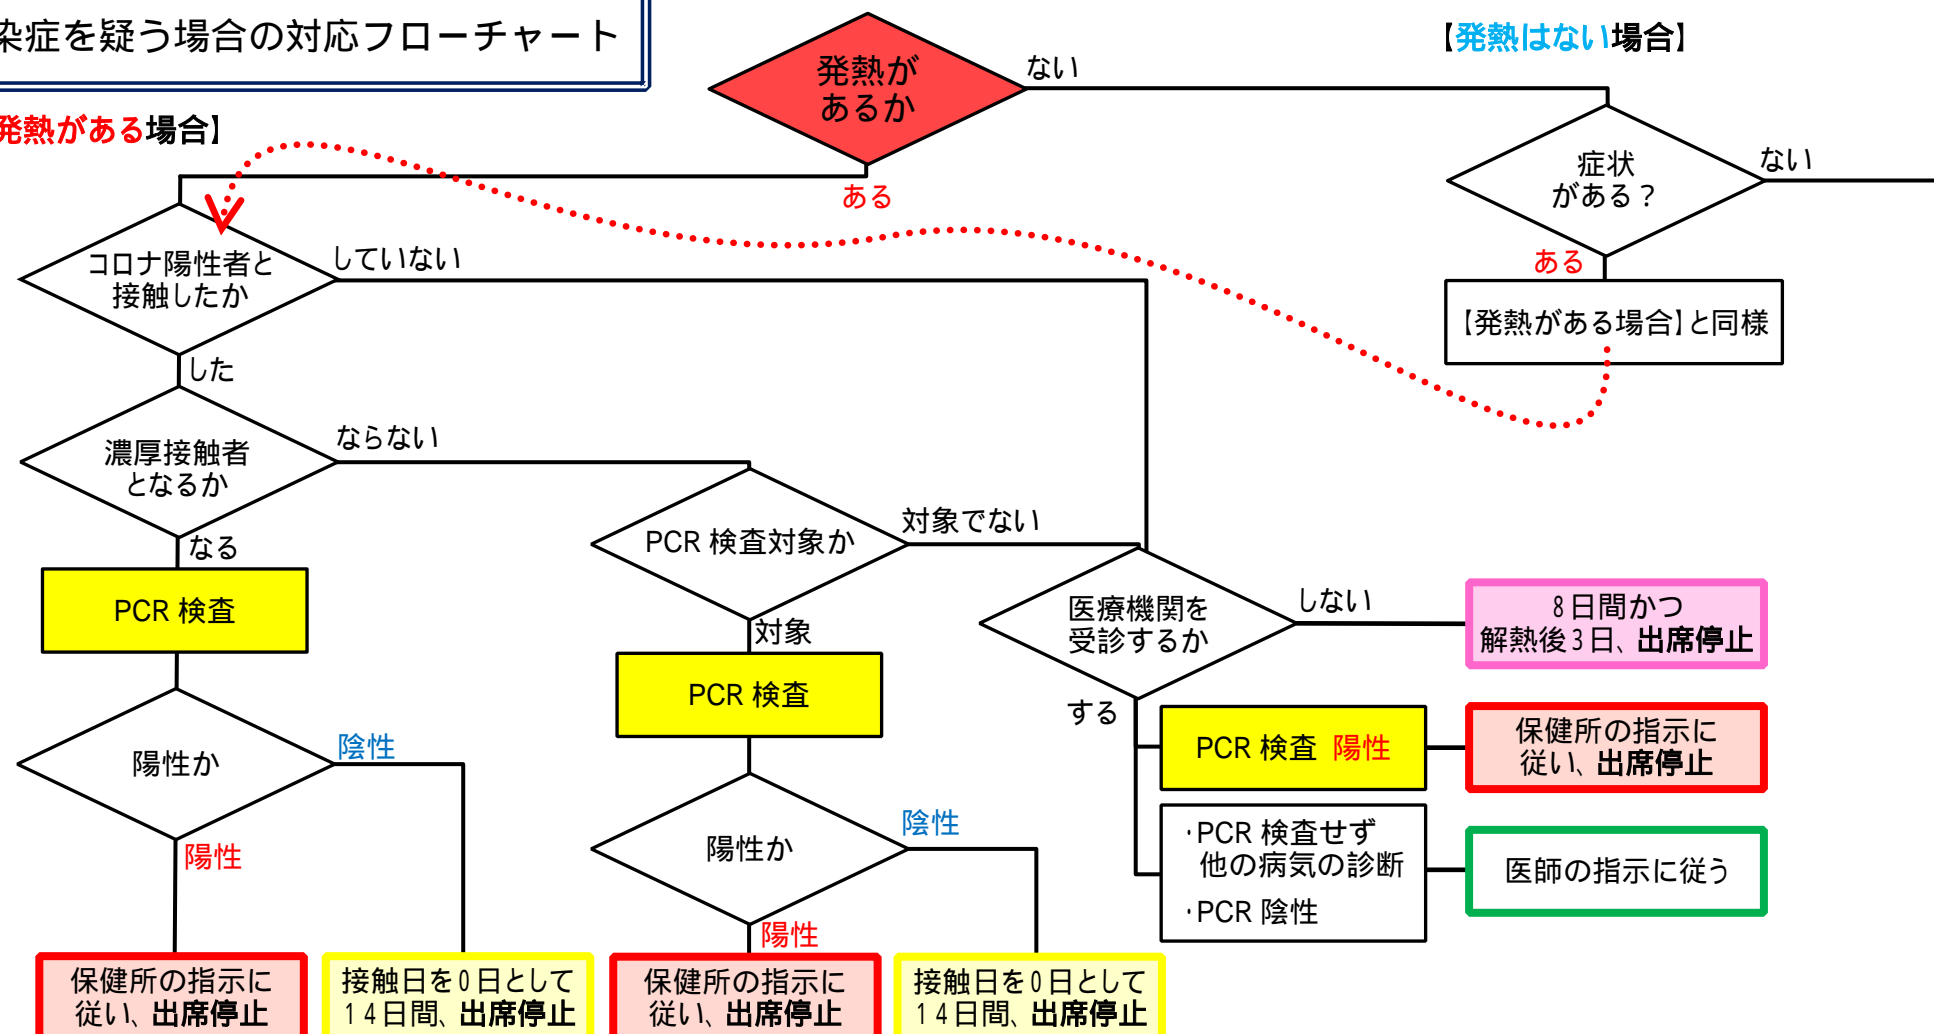 染症を疑う場合の対応フローチャート
【発熱はない場合】
発熱が
あるか
ない
発熱がある場合】
ある
症状
がある？
ない
ある
【発熱がある場合】と同様
コロナ陽性者と
接触したか
していない
した
濃厚接触者
となるか
ならない
なる
PCR 検査対象か
対象でない
対象
PCR 検査
PCR 検査
医療機関を
受診するか
しない
8日間かつ
解熱後3日、出席停止
する
PCR 検査 陽性
保健所の指示に
従い、出席停止
・PCR 検査せず
他の病気の診断
・PCR 陰性
医師の指示に従う
陽性か
陰性
陽性
陽性か
陰性
陽性
保健所の指示に
従い、出席停止
接触日を0日として
14日間、出席停止
保健所の指示に
従い、出席停止
接触日を0日として
14日間、出席停止